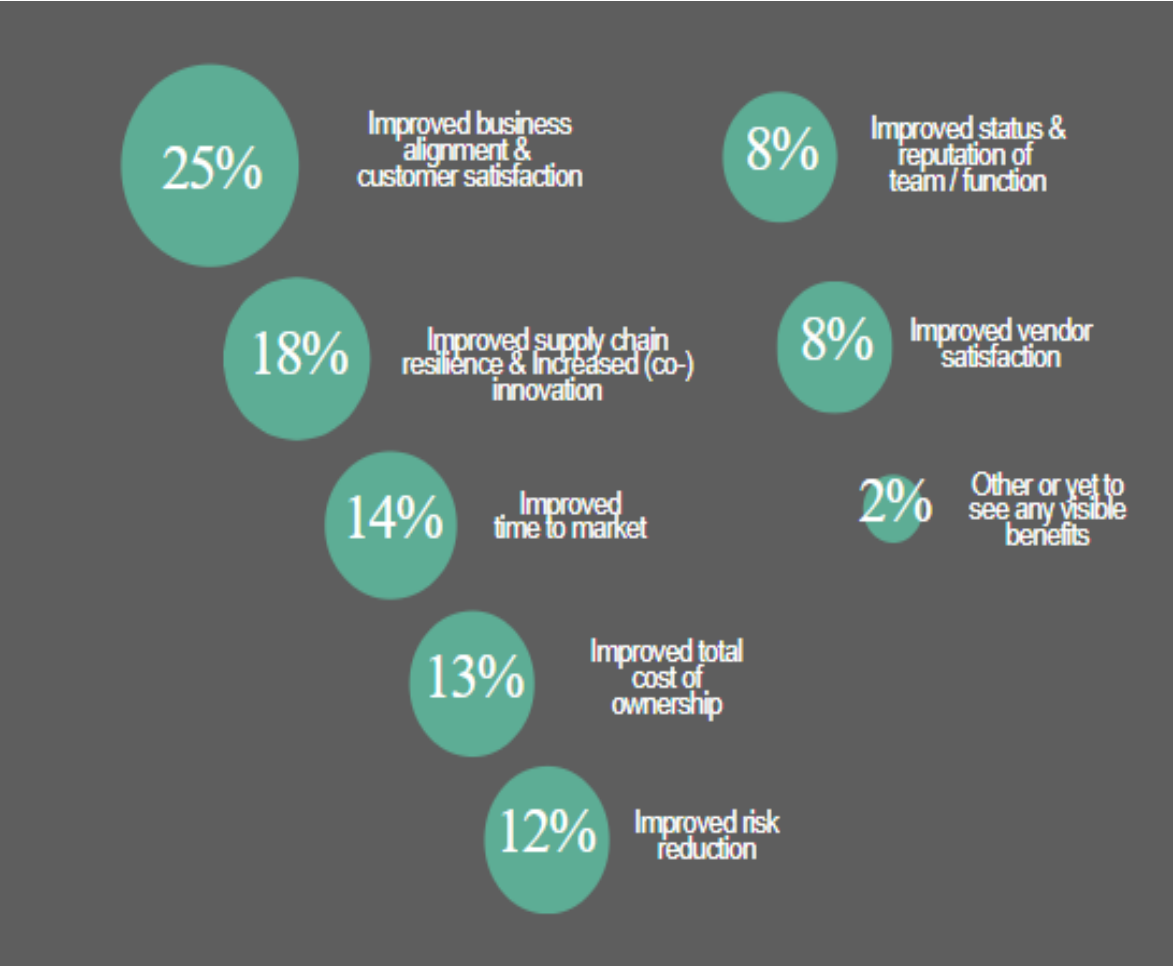 25%
Improved business
alignment &
customer satisfaction
18%
Improved supply chain
resilience & Increased (co-)
innovation
14%
Improved
time to market
13%
Improved total
cost of
ownership
12%
Improved risk
reduction
8%
Improved status &
reputation of
team / function
8%
Improved vendor
satisfaction
2%
Other or yet to
see any visible
benefits